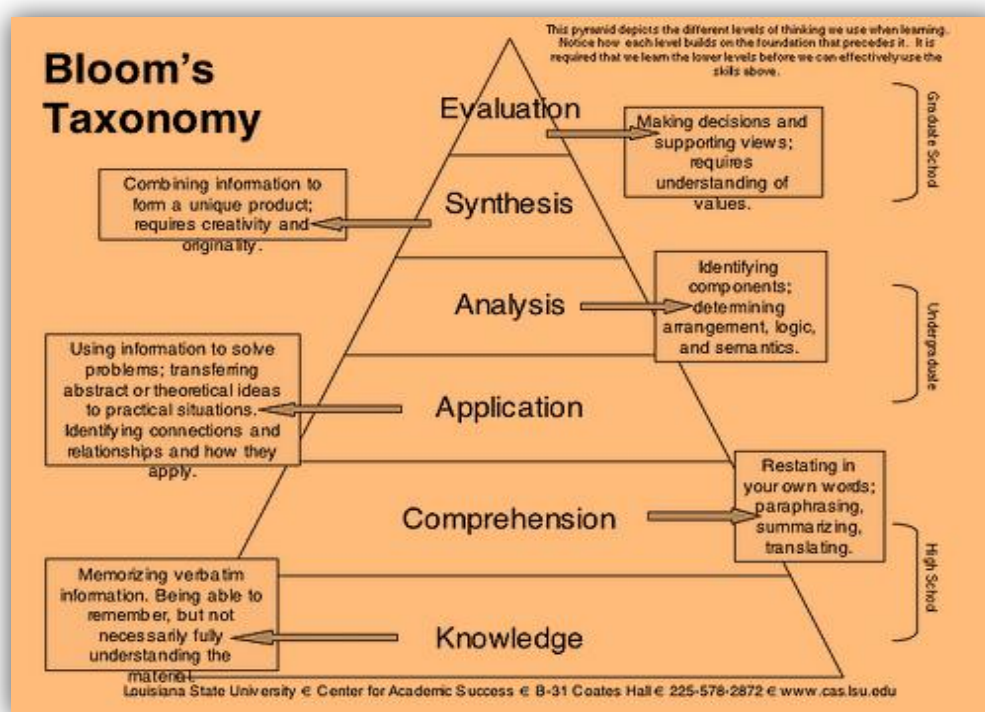 Bloom's
Taxonomy
This pyramid depicts the different levels of thinking we use when learning.
Notice how each level builds on the foundation that precedes it. It is
required that we learn the lower levels before we can effectively use the
skills above.
Evaluation
Making decisions and
supporting views;
requires
understanding of
values.
Graduate School
Combining information to
form a unique product;
requires creativity and
originality.
Synthesis
Analysis
Identifying
components;
determining
arrangement, logic,
and semantics.
Undergraduate
Using information to solve
problems; transferring
abstract or theoretical ideas
to practical situations.
Identifying connections and
relationships and how they
apply.
Application
Comprehension
Restating in
your own words;
paraphrasing,
summarizing,
translating.
High School
Memorizing verbatim
information. Being able to
remember, but not
necessarily fully
understanding the
material.
Knowledge
Louisiana State University € Center for Academic Success € B-31 Coates Hall € 225-578-2872 € www.cas.lsu.edu